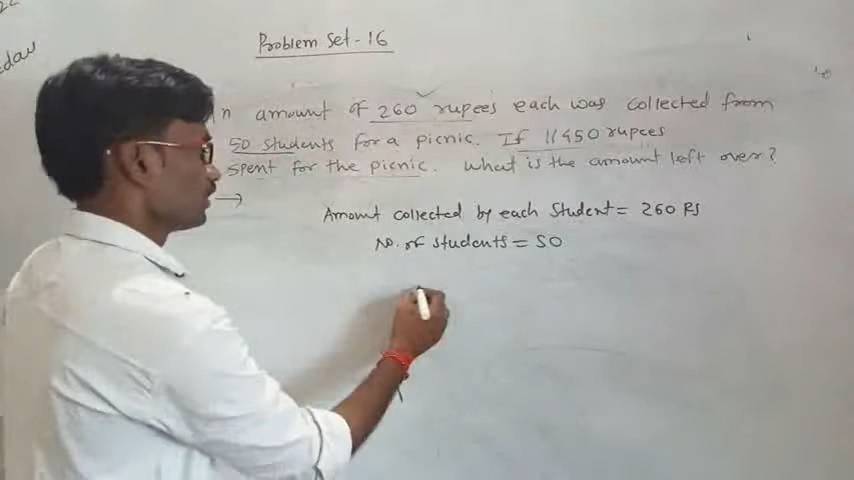 Problem Set-16
n amount of 260 rupees each was collected from
50 students for a picnic. If 11450 rupees
spent for the picnic. What is the amount left over?
Amount collected by each Student = 260 Rs
No. of students = 50